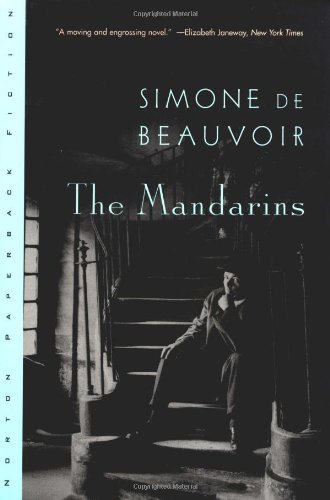 "A moving and engrossing novel." —Elizabeth Janeway, New York Times
SIMONE DE
BEAUVOIR
The Mandarins
NORTON PAPERBACK FICTION